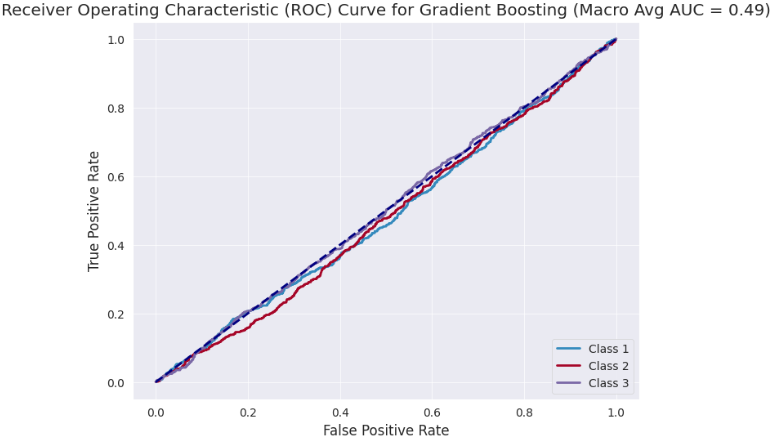 Receiver Operating Characteristic (ROC) Curve for Gradient Boosting (Macro Avg AUC = 0.49)
1.0
0.8
0.6
0.4
0.2
0.0
True Positive Rate
Class 1
Class 2
Class 3
0.0 0.2 0.4 0.6 0.8 1.0
False Positive Rate